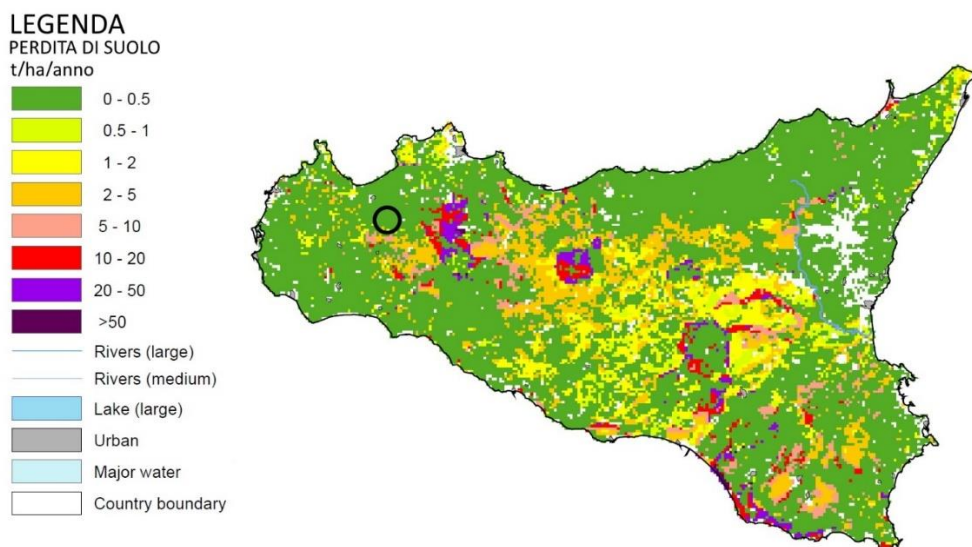 LEGENDA
PERDITA DI SUOLO
t/ha/anno
0 - 0.5
0.5 - 1
1 - 2
2 - 5
5 - 10
10 - 20
20 - 50
>50
Rivers (large)
Rivers (medium)
Lake (large)
Urban
Major water
Country boundary